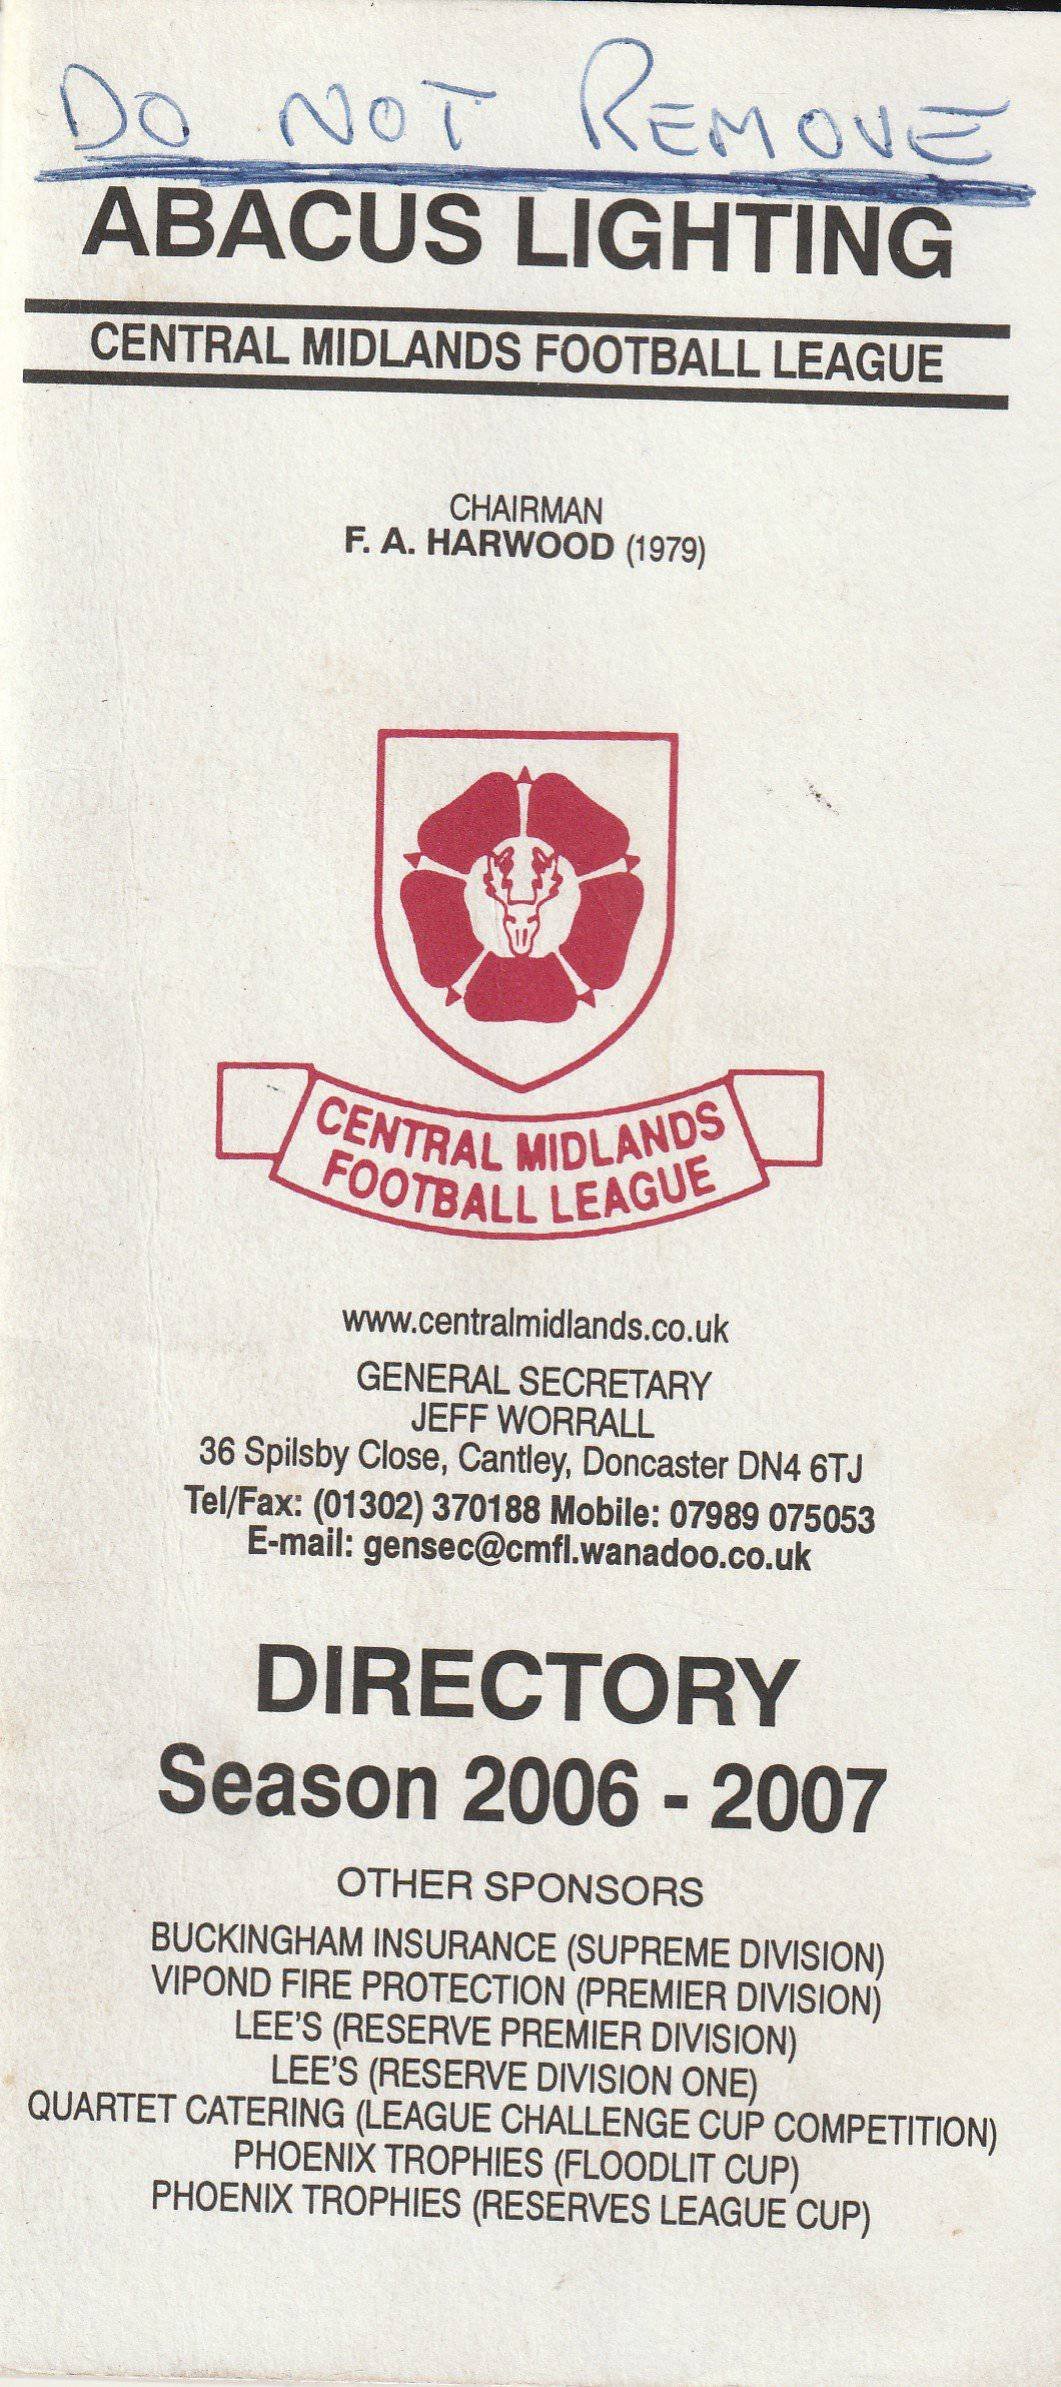 DO NOT REMOVE
ABACUS LIGHTING
CENTRAL MIDLANDS FOOTBALL LEAGUE
CHAIRMAN
F. A. HARWOOD (1979)
CENTRAL MIDLANDS
FOOTBALL LEAGUE
www.centralmidlands.co.uk
GENERAL SECRETARY
JEFF WORRALL
36 Spilsby Close, Cantley, Doncaster DN4 6TJ
Tel/Fax: (01302) 370188 Mobile: 07989 075053
E-mail: gensec@cmfl.wanadoo.co.uk
DIRECTORY
Season 2006 - 2007
OTHER SPONSORS
BUCKINGHAM INSURANCE (SUPREME DIVISION)
VIPOND FIRE PROTECTION (PREMIER DIVISION)
LEE'S (RESERVE PREMIER DIVISION)
LEE'S (RESERVE DIVISION ONE)
QUARTET CATERING (LEAGUE CHALLENGE CUP COMPETITION)
PHOENIX TROPHIES (FLOODLIT CUP)
PHOENIX TROPHIES (RESERVES LEAGUE CUP)